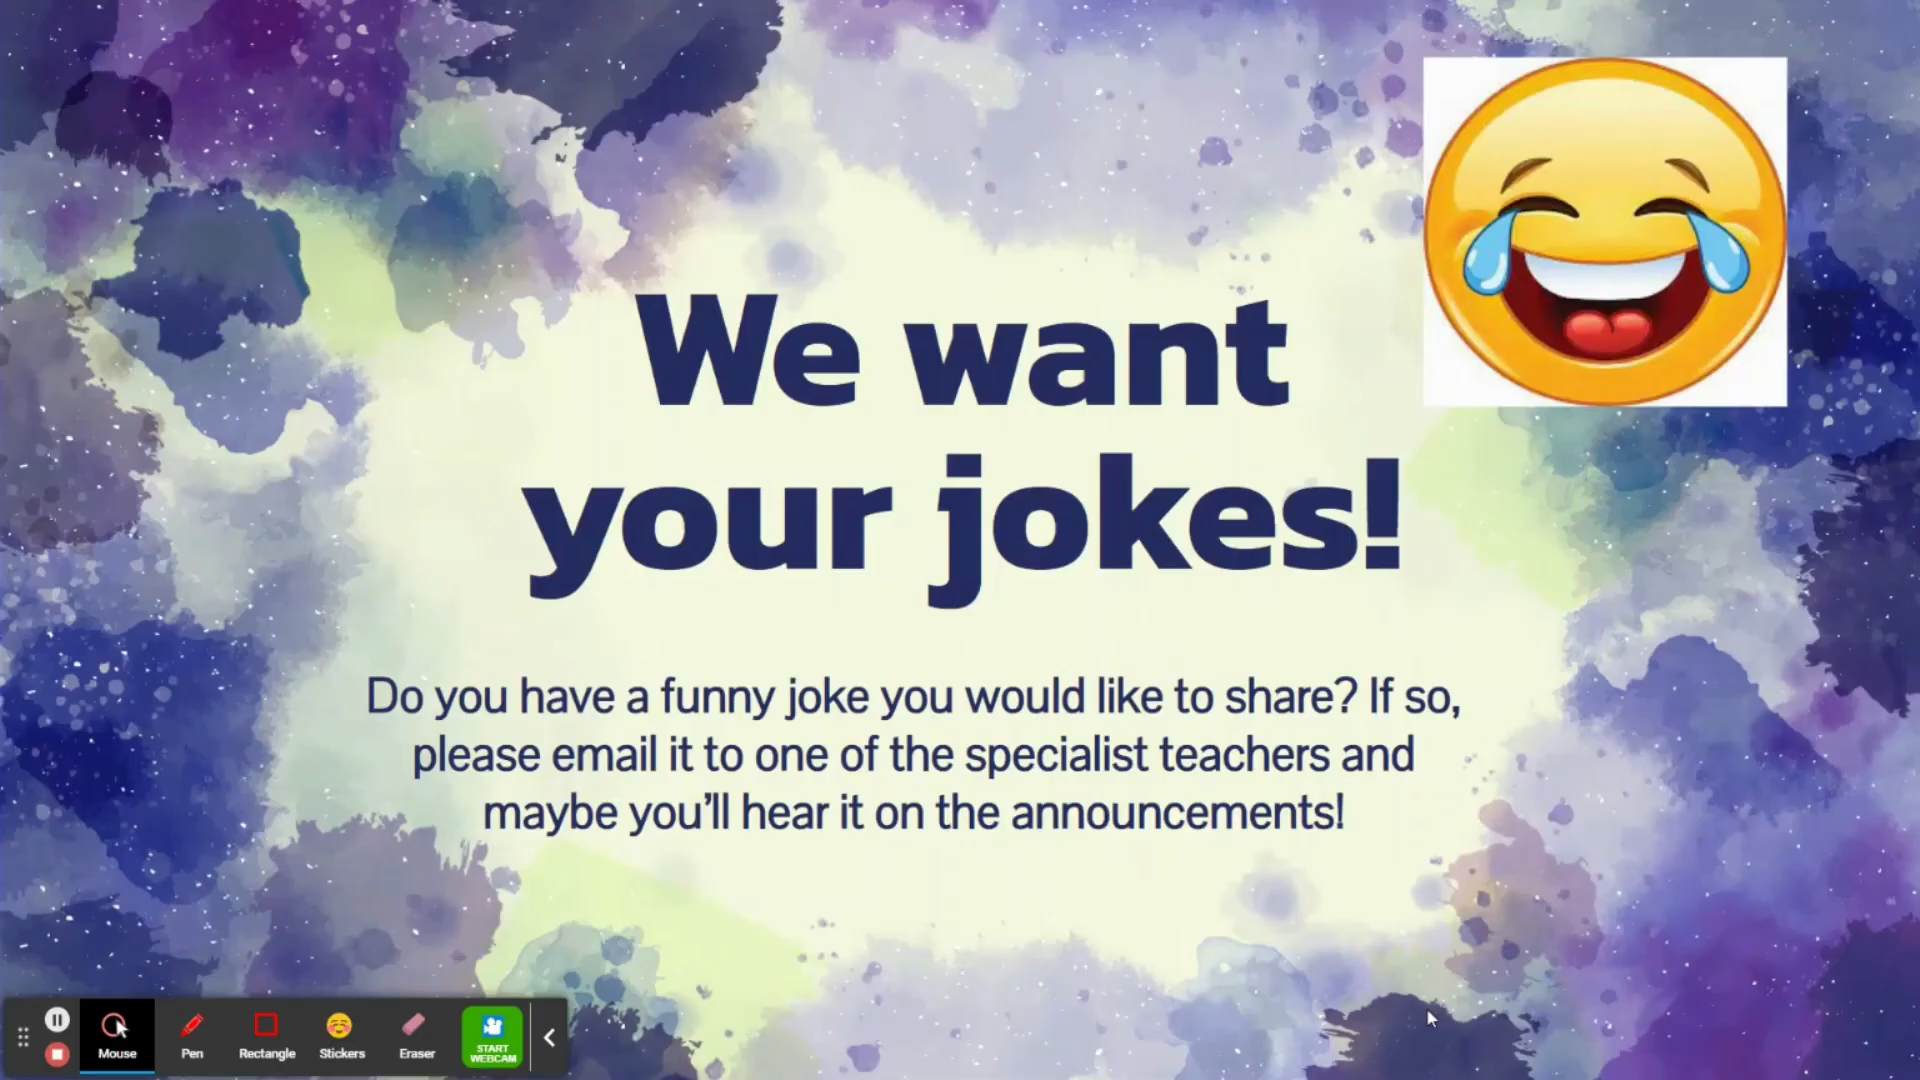 We want
your jokes!
Do you have a funny joke you would like to share? If so,
please email it to one of the specialist teachers and
maybe you'll hear it on the announcements!
Mouse
Pen
Rectangle
Stickers
Eraser
START
WEBCAM